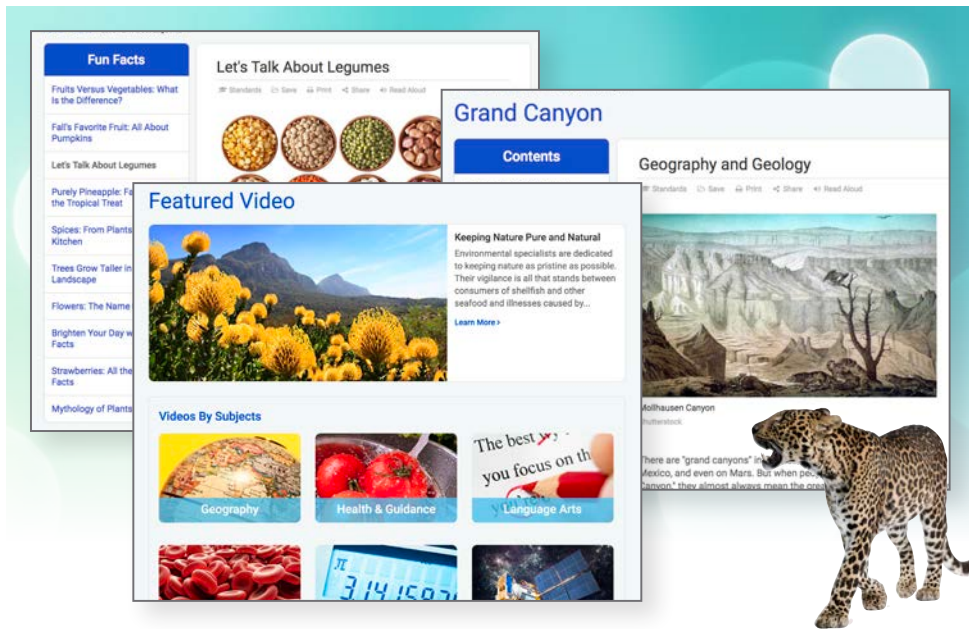 Fun Facts
Fruits Versus Vegetables: What
Is the Difference?
Fall's Favorite Fruit: All About
Pumpkins
Let's Talk About Legumes
Purely Pineapple:
the Tropical Treat
Spices: From Plants
Kitchen
Trees Grow Taller in
Landscape
Flowers: The Name
Brighten Your Day
Facts
Strawberries: All the
Facts
Mythology of Plants
Let's Talk About Legumes
Standards Save Print Share Read Aloud
Grand Canyon
Contents
Geography and Geology
Standards Save Print Share Read Aloud
Mollhausen Canyon
Shutterstock
There are "grand canyons" in
Mexico, and even on Mars. But when
Canyon," they almost always mean the
Featured Video
Keeping Nature Pure and Natural
Environmental specialists are dedicated
to keeping nature as pristine as possible.
Their vigilance is all that stands between
consumers of shellfish and other
seafood and illnesses caused by...
Learn More >
Videos By Subjects
The best
you focus on th
Geography
Health & Guidance
Language Arts
π
3.141592